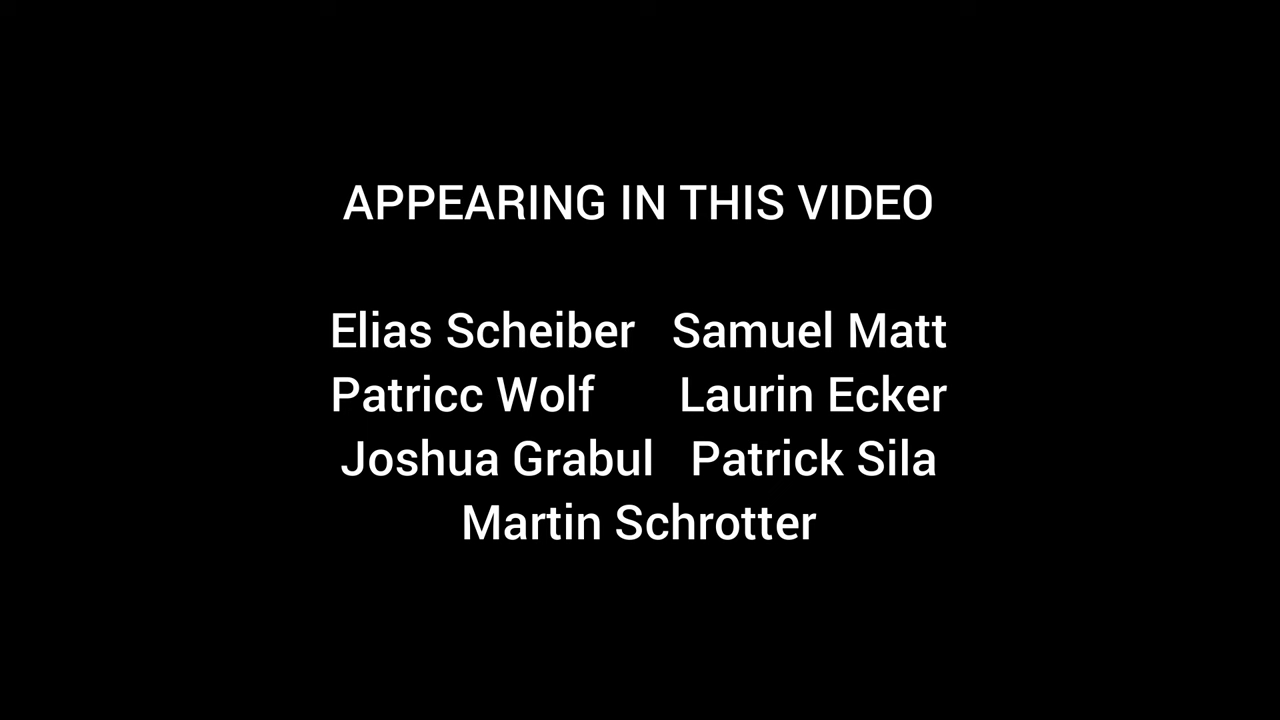 APPEARING IN THIS VIDEO
Elias Scheiber Samuel Matt
Patricc Wolf Laurin Ecker
Joshua Grabul Patrick Sila
Martin Schrotter